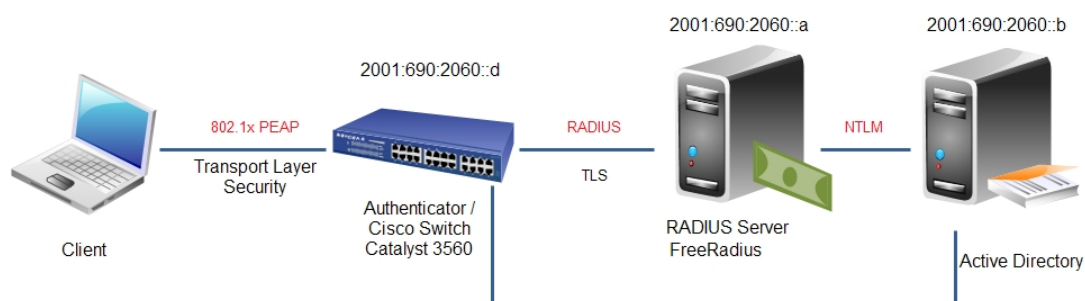 2001:690:2060::a
2001:690:2060::b
2001:690:2060::d
802.1x PEAP
RADIUS
NTLM
Transport Layer
Security
TLS
Authenticator /
Cisco Switch
Catalyst 3560
RADIUS Server
FreeRadius
Client
Active Directory